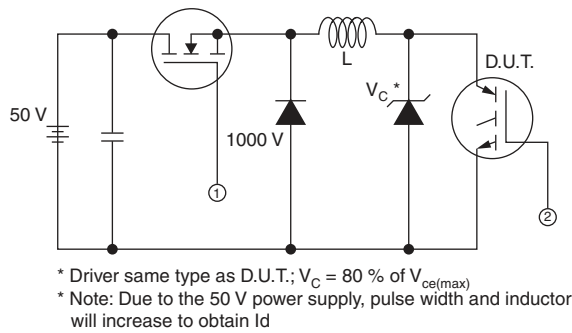 50 V
1000 V
L
V_C *
D.U.T.
1
2
* Driver same type as D.U.T.; V_C = 80 % of V_ce(max)
* Note: Due to the 50 V power supply, pulse width and inductor
will increase to obtain Id